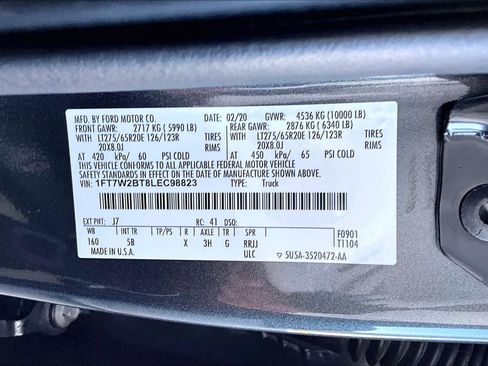 MFD. BY FORD MOTOR CO. 02/20 GVWR: 4536 KG (10000 LB)
FRONT GAWR: 2717 KG (5990 LB) REAR GAWR: 2876 KG (6340 LB)
LT275/65R20E 126/123R TIRES LT275/65R20E 126/123R TIRES
20X8.0J RIMS 20X8.0J RIMS
AT 420 kPa/ 60 PSI COLD AT 450 kPa/ 65 PSI COLD
THIS VEHICLE CONFORMS TO ALL APPLICABLE FEDERAL MOTOR VEHICLE
SAFETY STANDARDS IN EFFECT ON THE DATE OF MANUFACTURE SHOWN ABOVE.
VIN: 1FT7W2BT8LEC98823 TYPE: Truck
EXT PNT: J7 RC: 41 DSO: F0901
WB INT TR TP/PS R AXLE TR SPR T1104
160 5B X 3H G RRJJ
MADE IN U.S.A. ULC 5U5A-3520472-AA